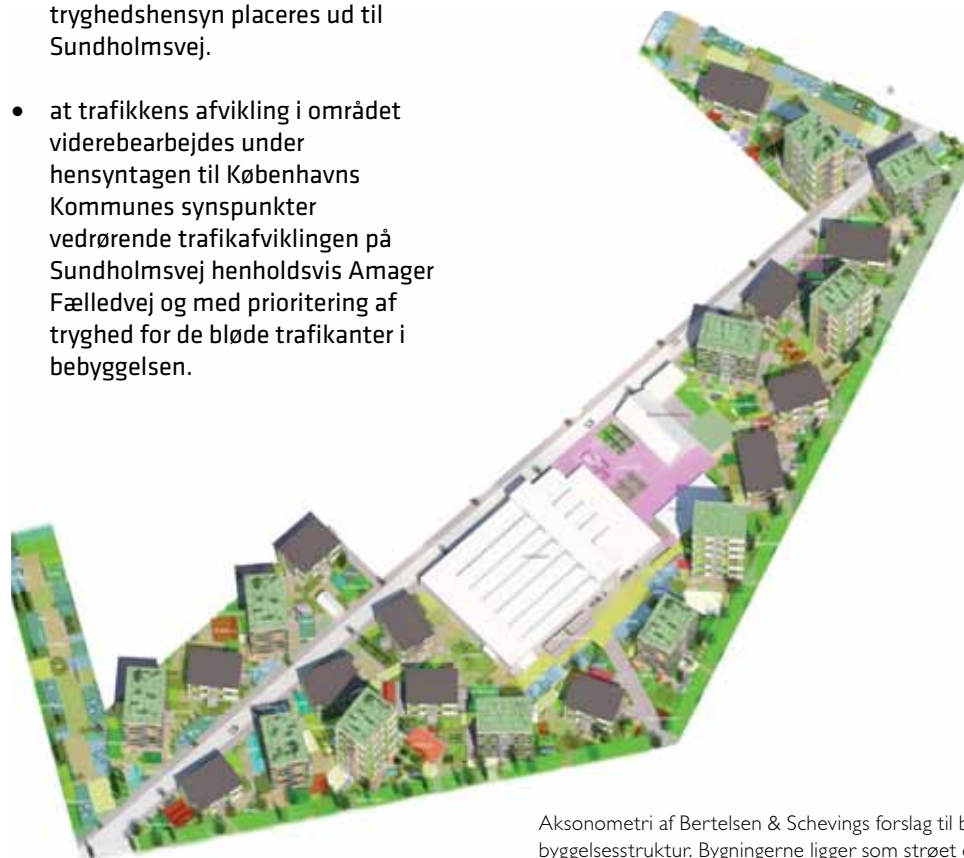 tryghedshensyn placeres ud til
Sundholmsvej.
• at trafikkens afvikling i området
viderebearbejdes under
hensyntagen til Københavns
Kommunes synspunkter
vedrørende trafikafviklingen på
Sundholmsvej henholdsvis Amager
Fælledvej og med prioritering af
tryghed for de bløde trafikanter i
bebyggelsen.
Aksonometri af Bertelsen & Schevings forslag til b
byggelsesstruktur. Bygningerne ligger som strøet